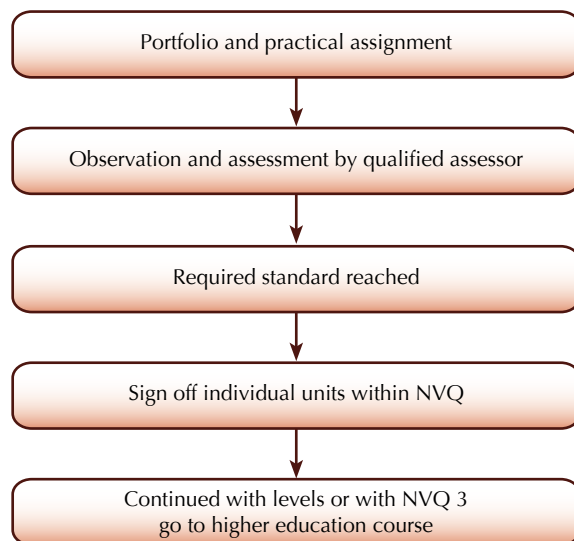 Portfolio and practical assignment
Observation and assessment by qualified assessor
Required standard reached
Sign off individual units within NVQ
Continued with levels or with NVQ 3
go to higher education course